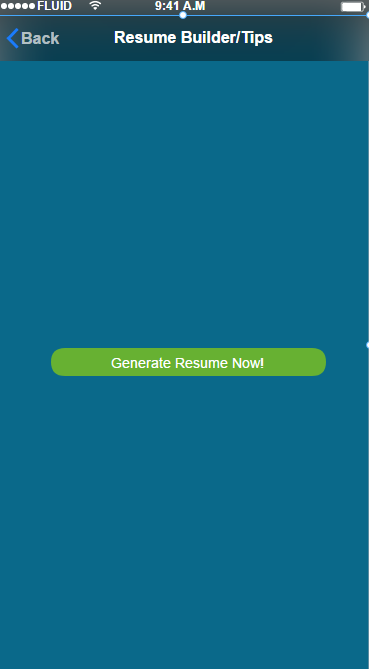 FLUID 9:41 A.M
Back Resume Builder/Tips
Generate Resume Now!